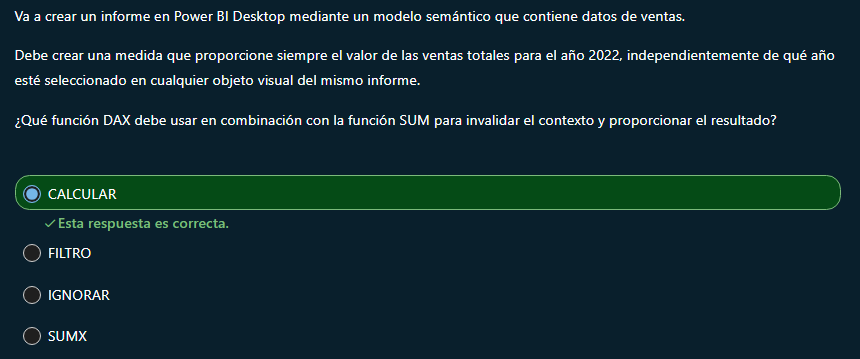 Va a crear un informe en Power BI Desktop mediante un modelo semántico que contiene datos de ventas.
Debe crear una medida que proporcione siempre el valor de las ventas totales para el año 2022, independientemente de qué año
esté seleccionado en cualquier objeto visual del mismo informe.
¿Qué función DAX debe usar en combinación con la función SUM para invalidar el contexto y proporcionar el resultado?
CALCULAR
Esta respuesta es correcta.
FILTRO
IGNORAR
SUMX